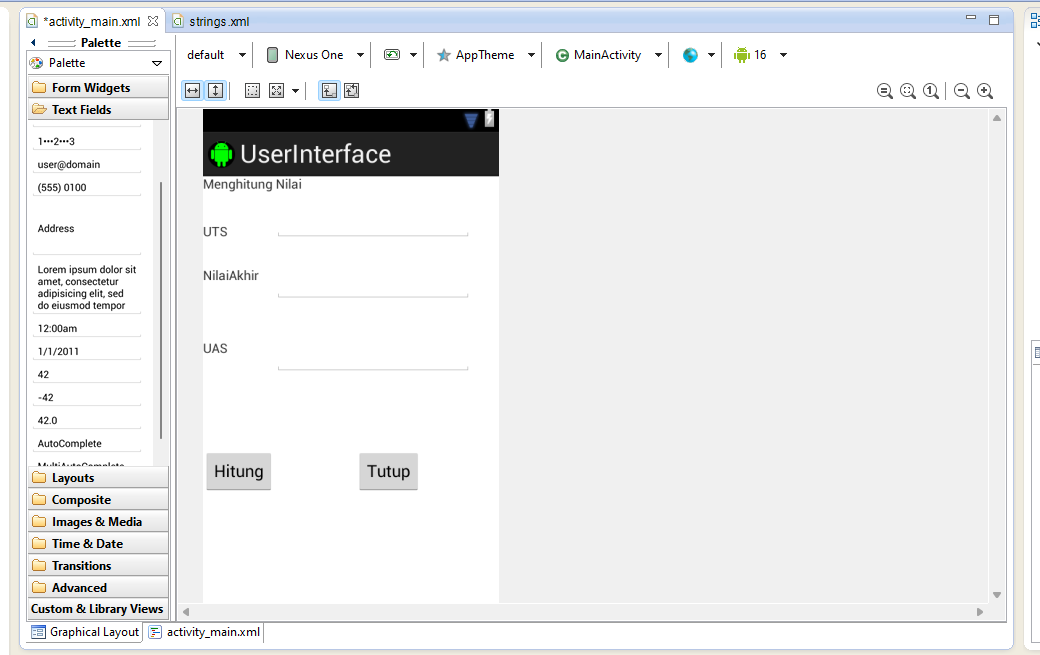 *activity_main.xml
strings.xml
Palette
Palette
Form Widgets
Text Fields
1•••2•••3
user@domain
(555) 0100
Address
Lorem ipsum dolor sit
amet, consectetur
adipisicing elit, sed
do eiusmod tempor
12:00am
1/1/2011
42
-42
42.0
AutoComplete
MultiAutoComplete
Layouts
Composite
Images & Media
Time & Date
Transitions
Advanced
Custom & Library Views
default
Nexus One
AppTheme
MainActivity
16
1
UserInterface
Menghitung Nilai
UTS
NilaiAkhir
UAS
Hitung
Tutup
Graphical Layout
activity_main.xml